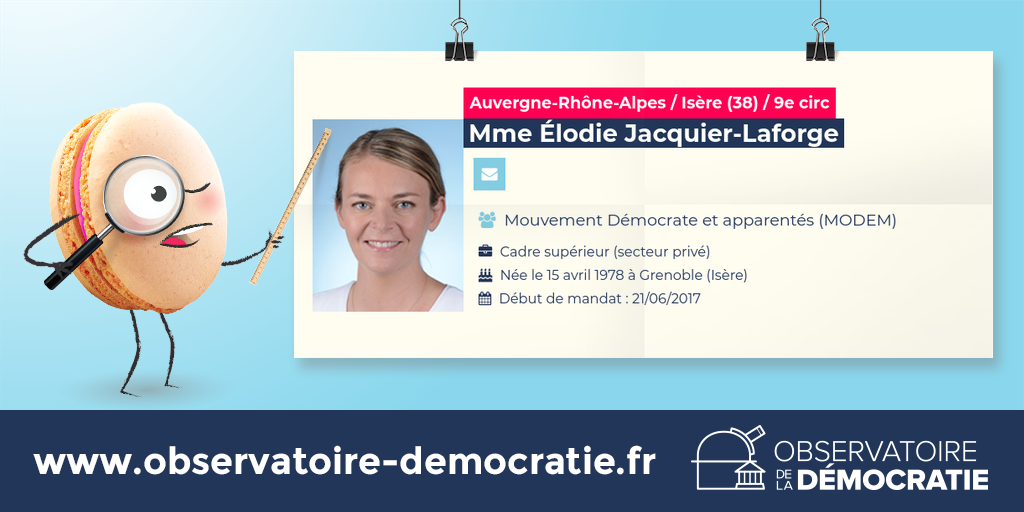 Auvergne-Rhône-Alpes / Isère (38) / 9e circ
Mme Élodie Jacquier-Laforge
Mouvement Démocrate et apparentés (MODEM)
Cadre supérieur (secteur privé)
Née le 15 avril 1978 à Grenoble (Isère)
Début de mandat : 21/06/2017
www.observatoire-democratie.fr
OBSERVATOIRE
DE LA DÉMOCRATIE